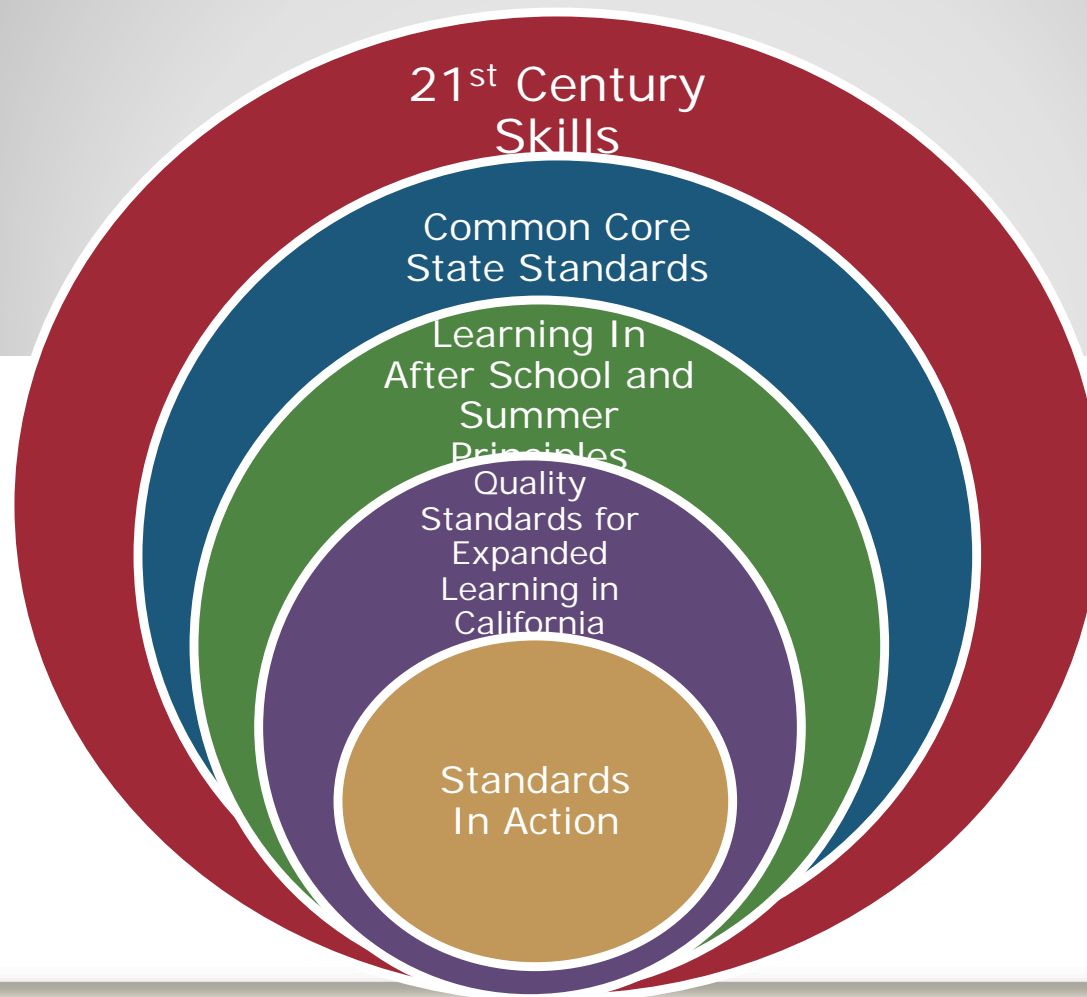 21st Century
Skills
Common Core
State Standards
Learning In
After School and
Summer
Principles
Quality
Standards for
Expanded
Learning in
California
Standards
In Action